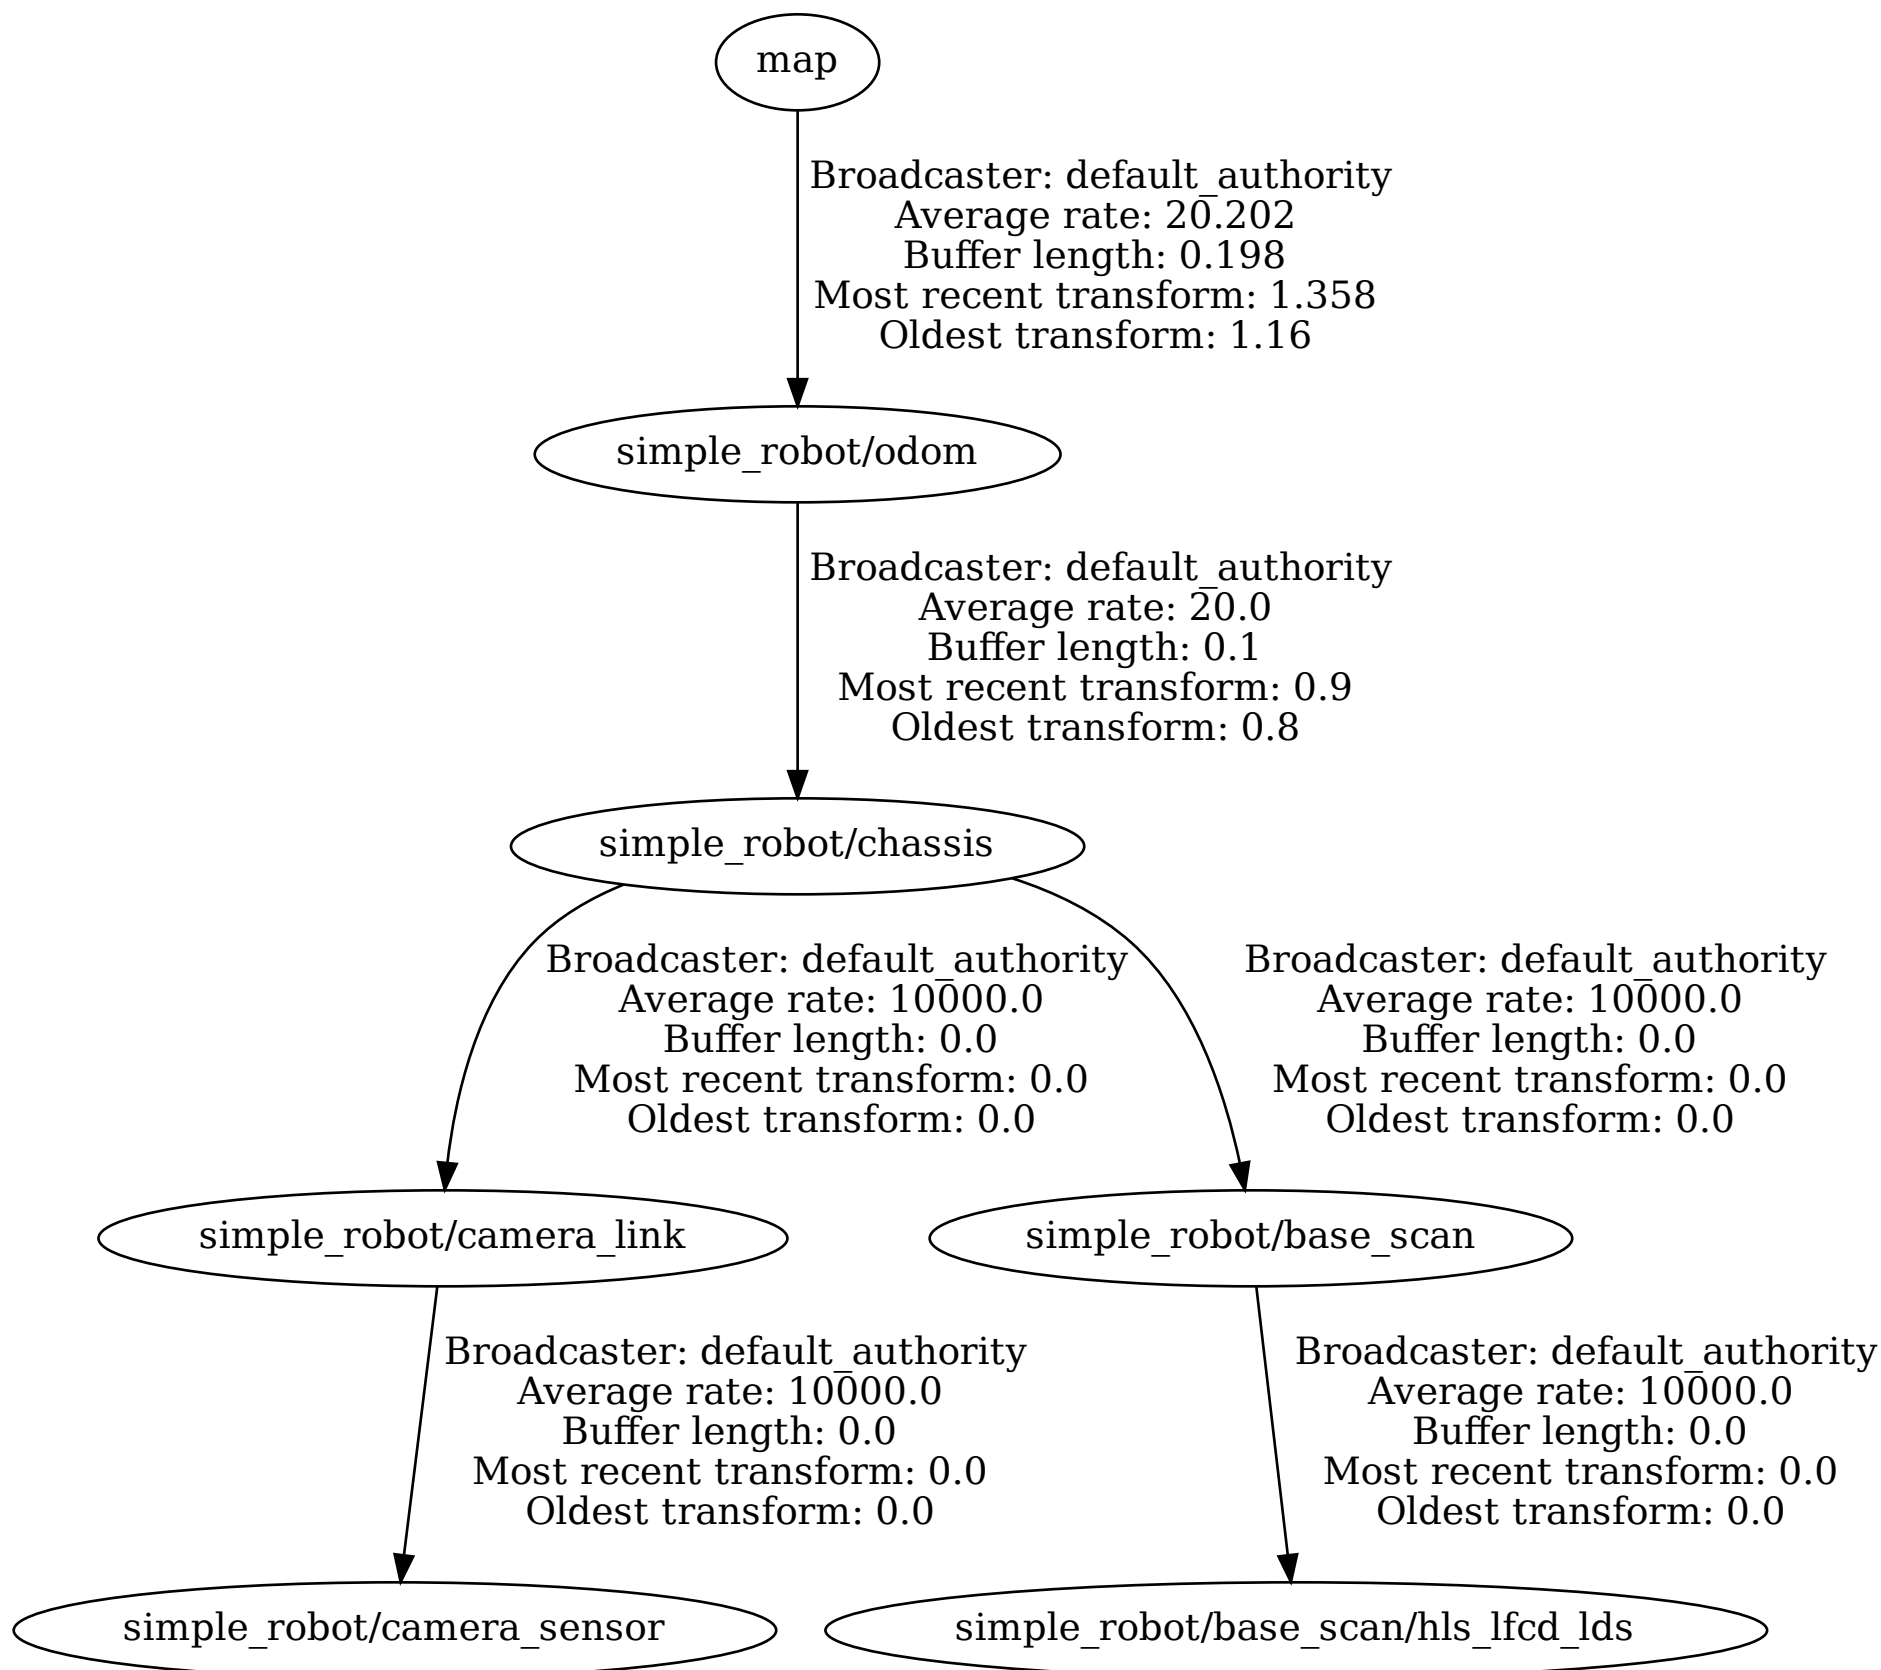 map
Broadcaster: default_authority
Average rate: 20.202
Buffer length: 0.198
Most recent transform: 1.358
Oldest transform: 1.16
simple_robot/odom
Broadcaster: default_authority
Average rate: 20.0
Buffer length: 0.1
Most recent transform: 0.9
Oldest transform: 0.8
simple_robot/chassis
Broadcaster: default_authority
Average rate: 10000.0
Buffer length: 0.0
Most recent transform: 0.0
Oldest transform: 0.0
Broadcaster: default_authority
Average rate: 10000.0
Buffer length: 0.0
Most recent transform: 0.0
Oldest transform: 0.0
simple_robot/camera_link
simple_robot/base_scan
Broadcaster: default_authority
Average rate: 10000.0
Buffer length: 0.0
Most recent transform: 0.0
Oldest transform: 0.0
Broadcaster: default_authority
Average rate: 10000.0
Buffer length: 0.0
Most recent transform: 0.0
Oldest transform: 0.0
simple_robot/camera_sensor
simple_robot/base_scan/hls_lfcd_lds